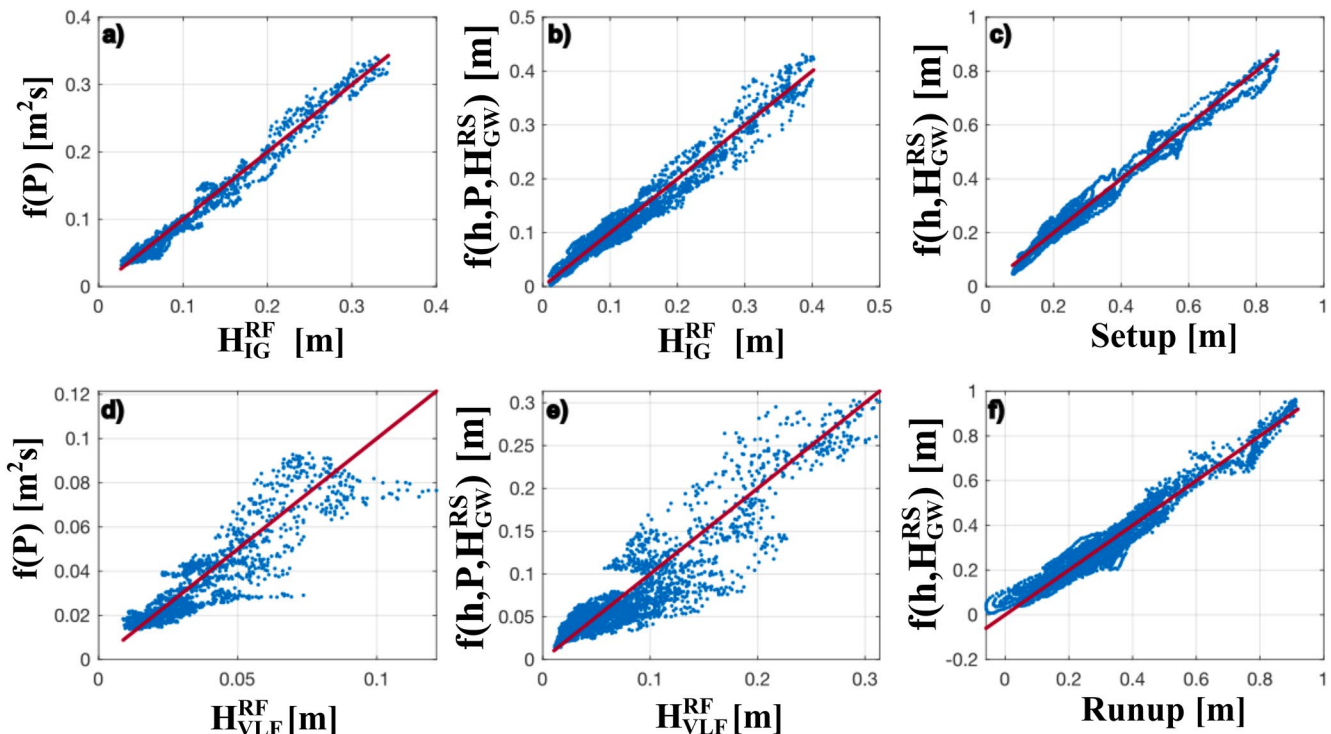 a)
f(P) [m²s]
0.4
0.3
0.2
0.1
0
0 0.1 0.2 0.3 0.4
H_IG^RF [m]
b)
f(h,P,H_GW^RS) [m]
0.5
0.4
0.3
0.2
0.1
0
0 0.1 0.2 0.3 0.4 0.5
H_IG^RF [m]
c)
f(h,H_GW^RS) [m]
1
0.8
0.6
0.4
0.2
0
0 0.2 0.4 0.6 0.8 1
Setup [m]
d)
f(P) [m²s]
0.12
0.1
0.08
0.06
0.04
0.02
0
0 0.05 0.1
H_VLF^RF [m]
e)
f(h,P,H_GW^RS) [m]
0.3
0.25
0.2
0.15
0.1
0.05
0
0 0.1 0.2 0.3
H_VLF^RF [m]
f)
f(h,H_GW^RS) [m]
1
0.8
0.6
0.4
0.2
0
-0.2
0 0.2 0.4 0.6 0.8 1
Runup [m]